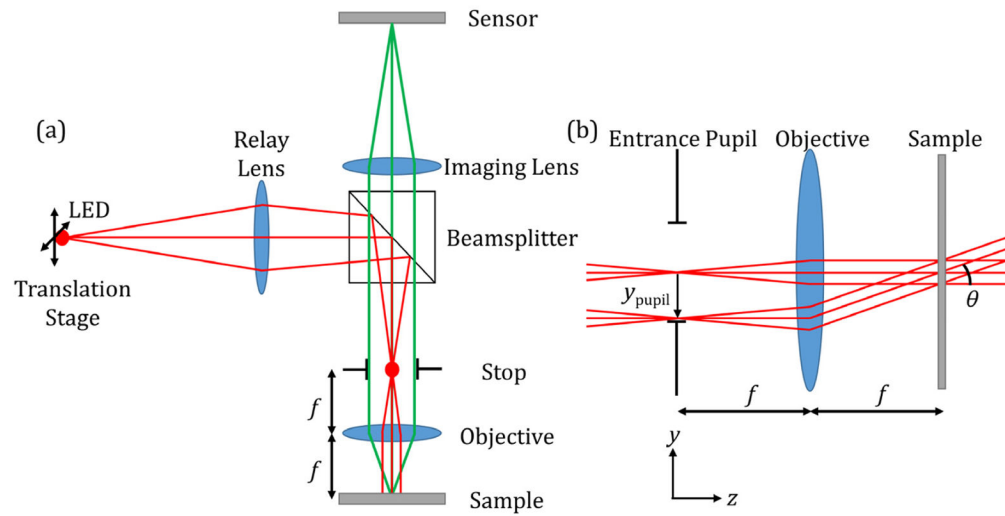 Sensor
(a)
Relay
Lens
Imaging Lens
LED
Beamsplitter
Translation
Stage
Stop
f
Objective
f
Sample
(b)
Entrance Pupil
Objective
Sample
y_pupil
θ
f
f
y
z